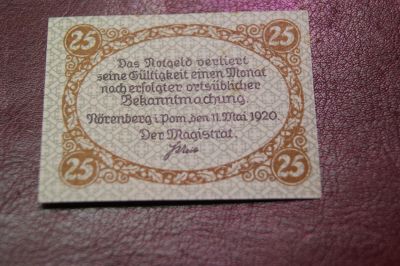 25 25
Das Notgeld verliert
seine Gültigkeit einen Monat
nach erfolgter ortsüblicher
Bekanntmachung.
Nörenberg i. Pom., den 11. Mai 1920.
Der Magistrat.
25 25